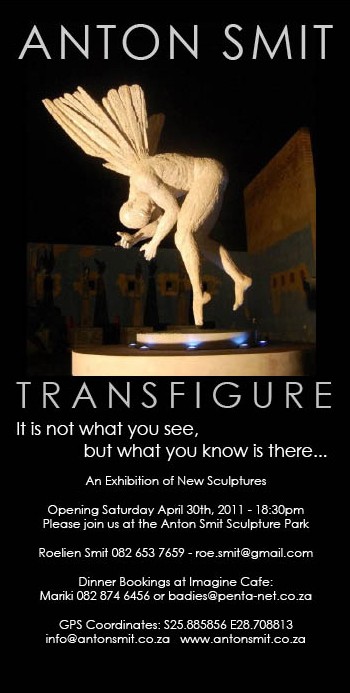 ANTON SMIT
TRANSFIGURE
It is not what you see,
but what you know is there...
An Exhibition of New Sculptures
Opening Saturday April 30th, 2011 - 18:30pm
Please join us at the Anton Smit Sculpture Park
Roelien Smit 082 653 7659 - roe.smit@gmail.com
Dinner Bookings at Imagine Cafe:
Mariki 082 874 6456 or badies@penta-net.co.za
GPS Coordinates: S25.885856 E28.708813
info@antonsmit.co.za www.antonsmit.co.za